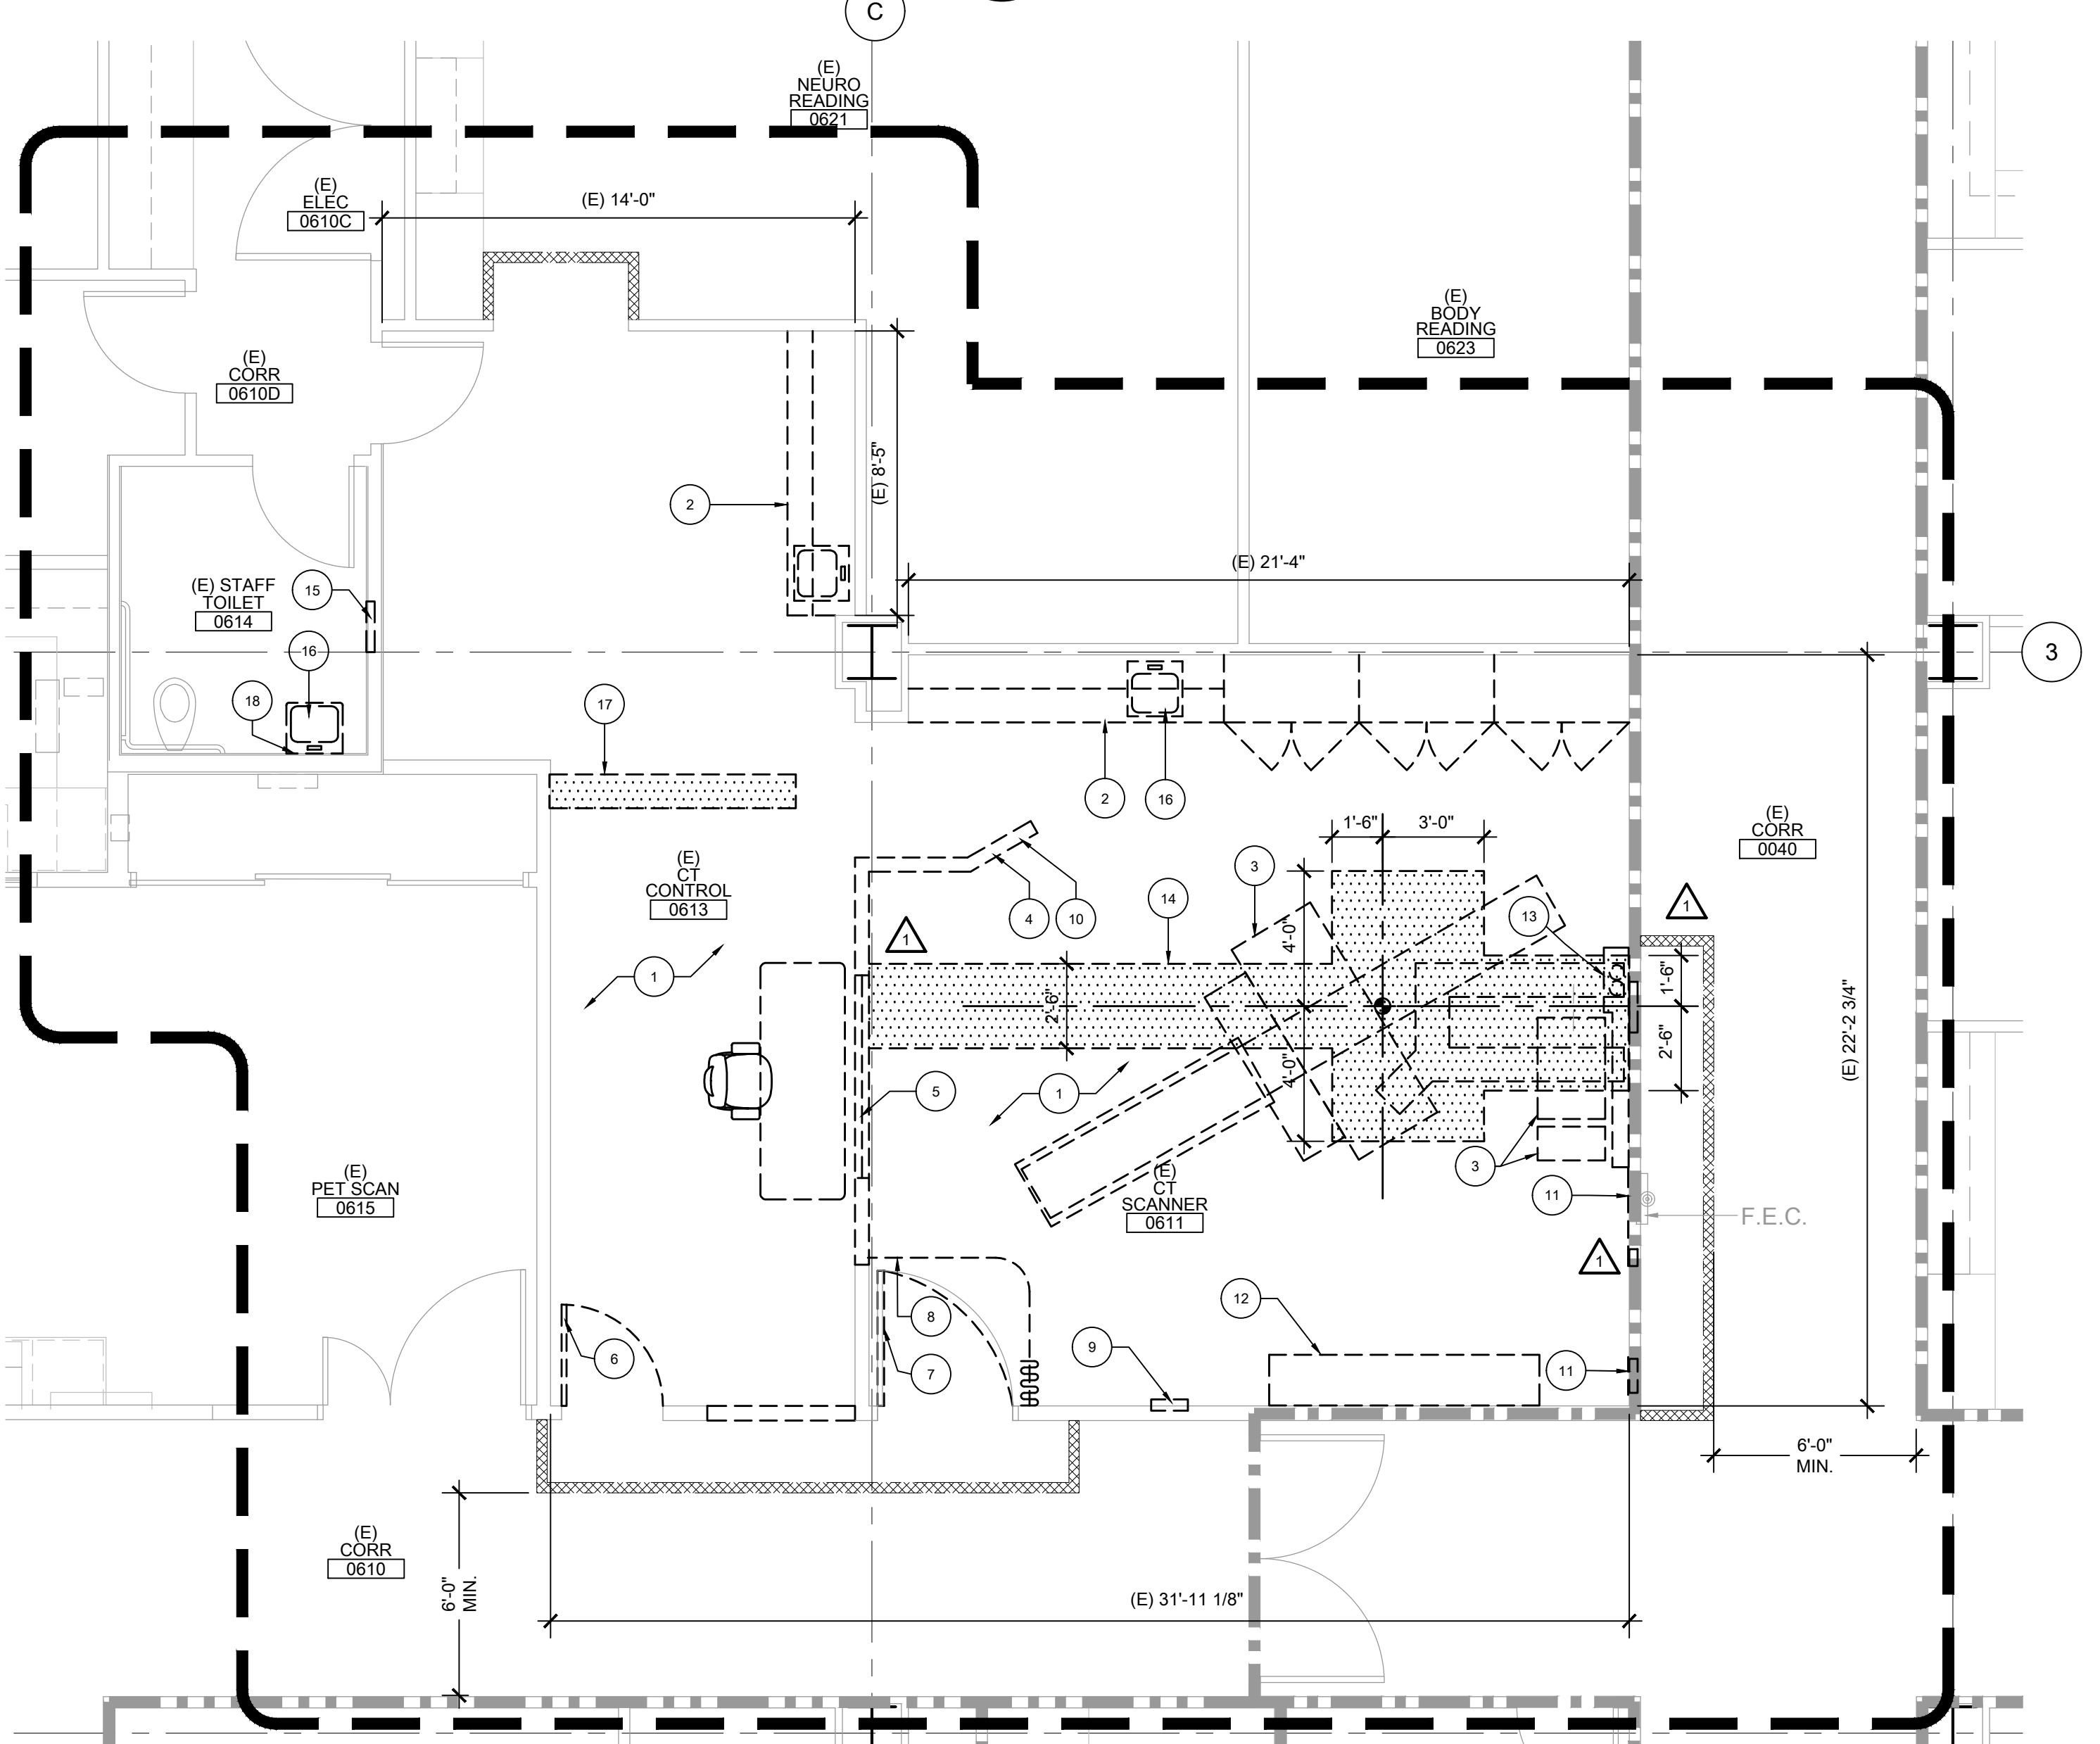 C
(E)
NEURO
READING
0621
(E)
ELEC
0610C
(E) 14'-0"
(E)
BODY
READING
0623
(E)
CORR
0610D
(E) 8'-5"
2
(E) 21'-4"
(E) STAFF
TOILET
0614
15
16
18
3
17
2
16
(E)
CORR
0040
1'-6"
3'-0"
(E)
CT
CONTROL
0613
3
4
10
14
13
1
1
4'-0"
1
2'-6"
1'-6"
2'-6"
4'-0"
(E) 22'-2 3/4"
5
1
3
(E)
PET SCAN
0615
(E)
CT
SCANNER
0611
11
F.E.C.
1
12
8
9
6
7
11
6'-0"
MIN.
(E)
CORR
0610
6'-0"
MIN.
(E) 31'-11 1/8"